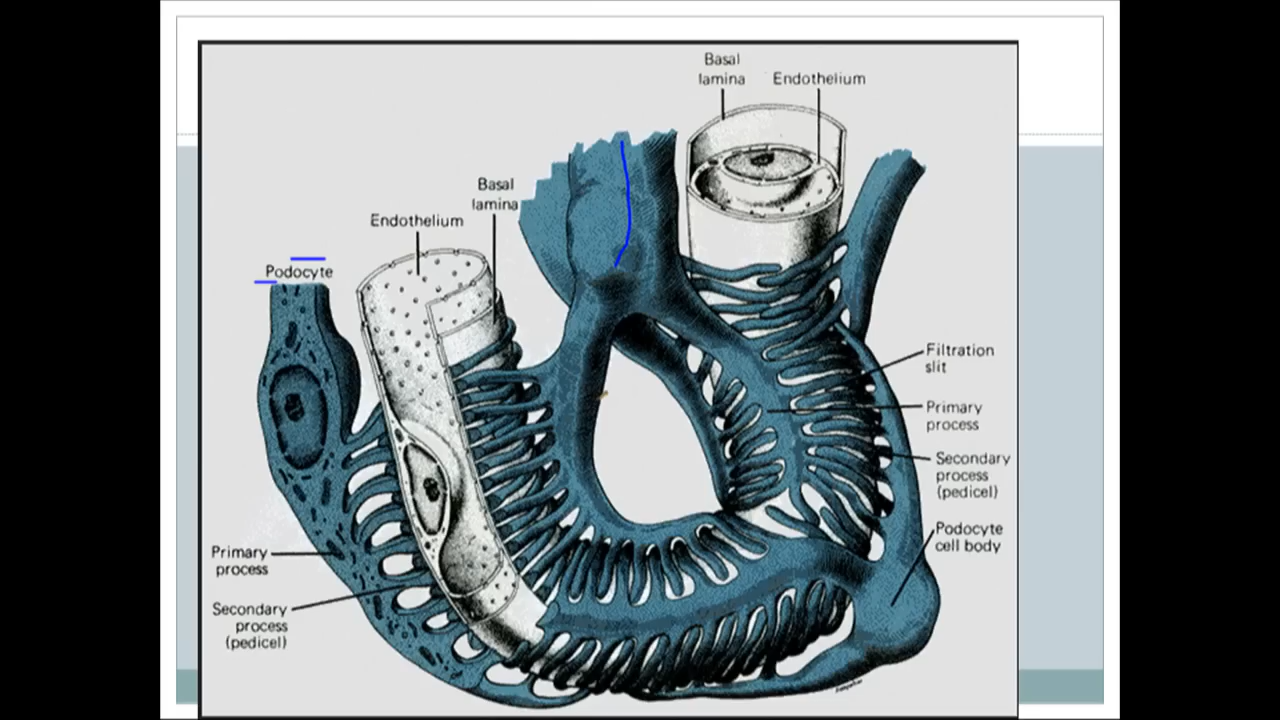 Basal
lamina
Endothelium
Basal
lamina
Endothelium
Podocyte
Filtration
slit
Primary
process
Secondary
process
(pedicel)
Podocyte
cell body
Primary
process
Secondary
process
(pedicel)